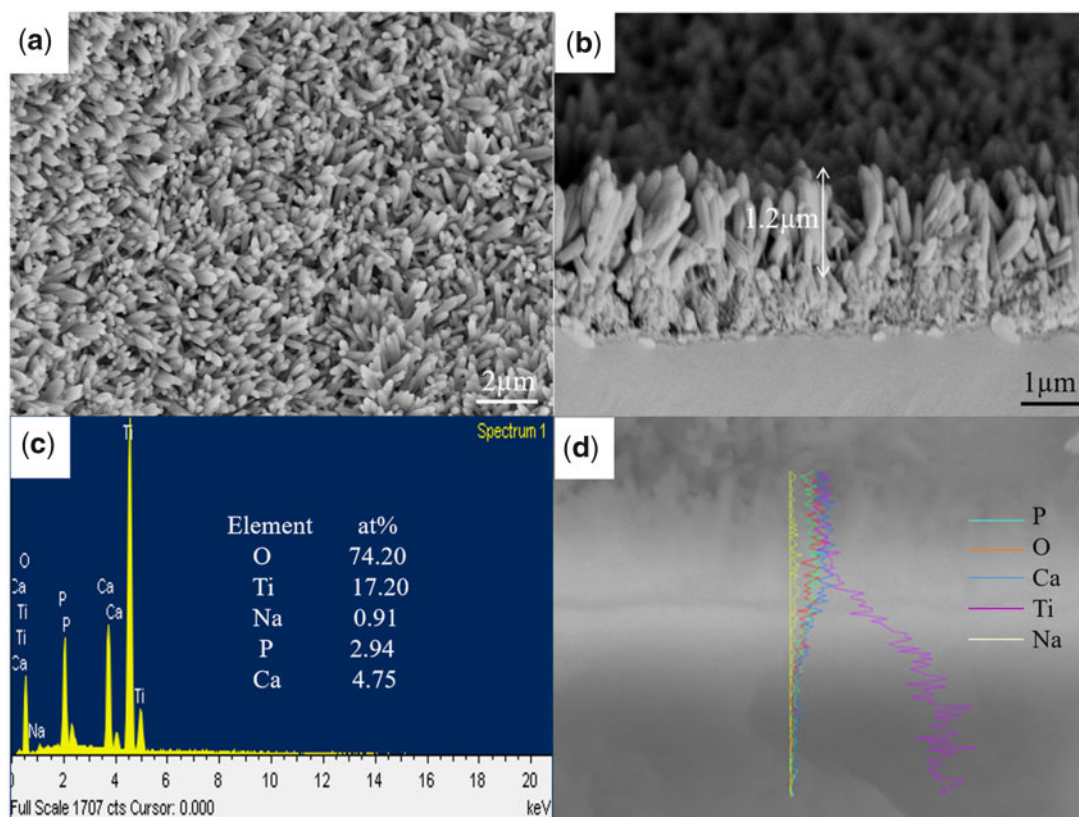 (a)
2µm
(b)
1.2µm
1µm
(c)
Spectrum 1
Ti
Element at%
O 74.20
Ti 17.20
Na 0.91
P 2.94
Ca 4.75
O
Ca
Ti
Ti
Ca
Na
P
P
Ca
Ca
Ti
0 2 4 6 8 10 12 14 16 18 20
Full Scale 1707 cts Cursor: 0.000 keV
(d)
P
O
Ca
Ti
Na